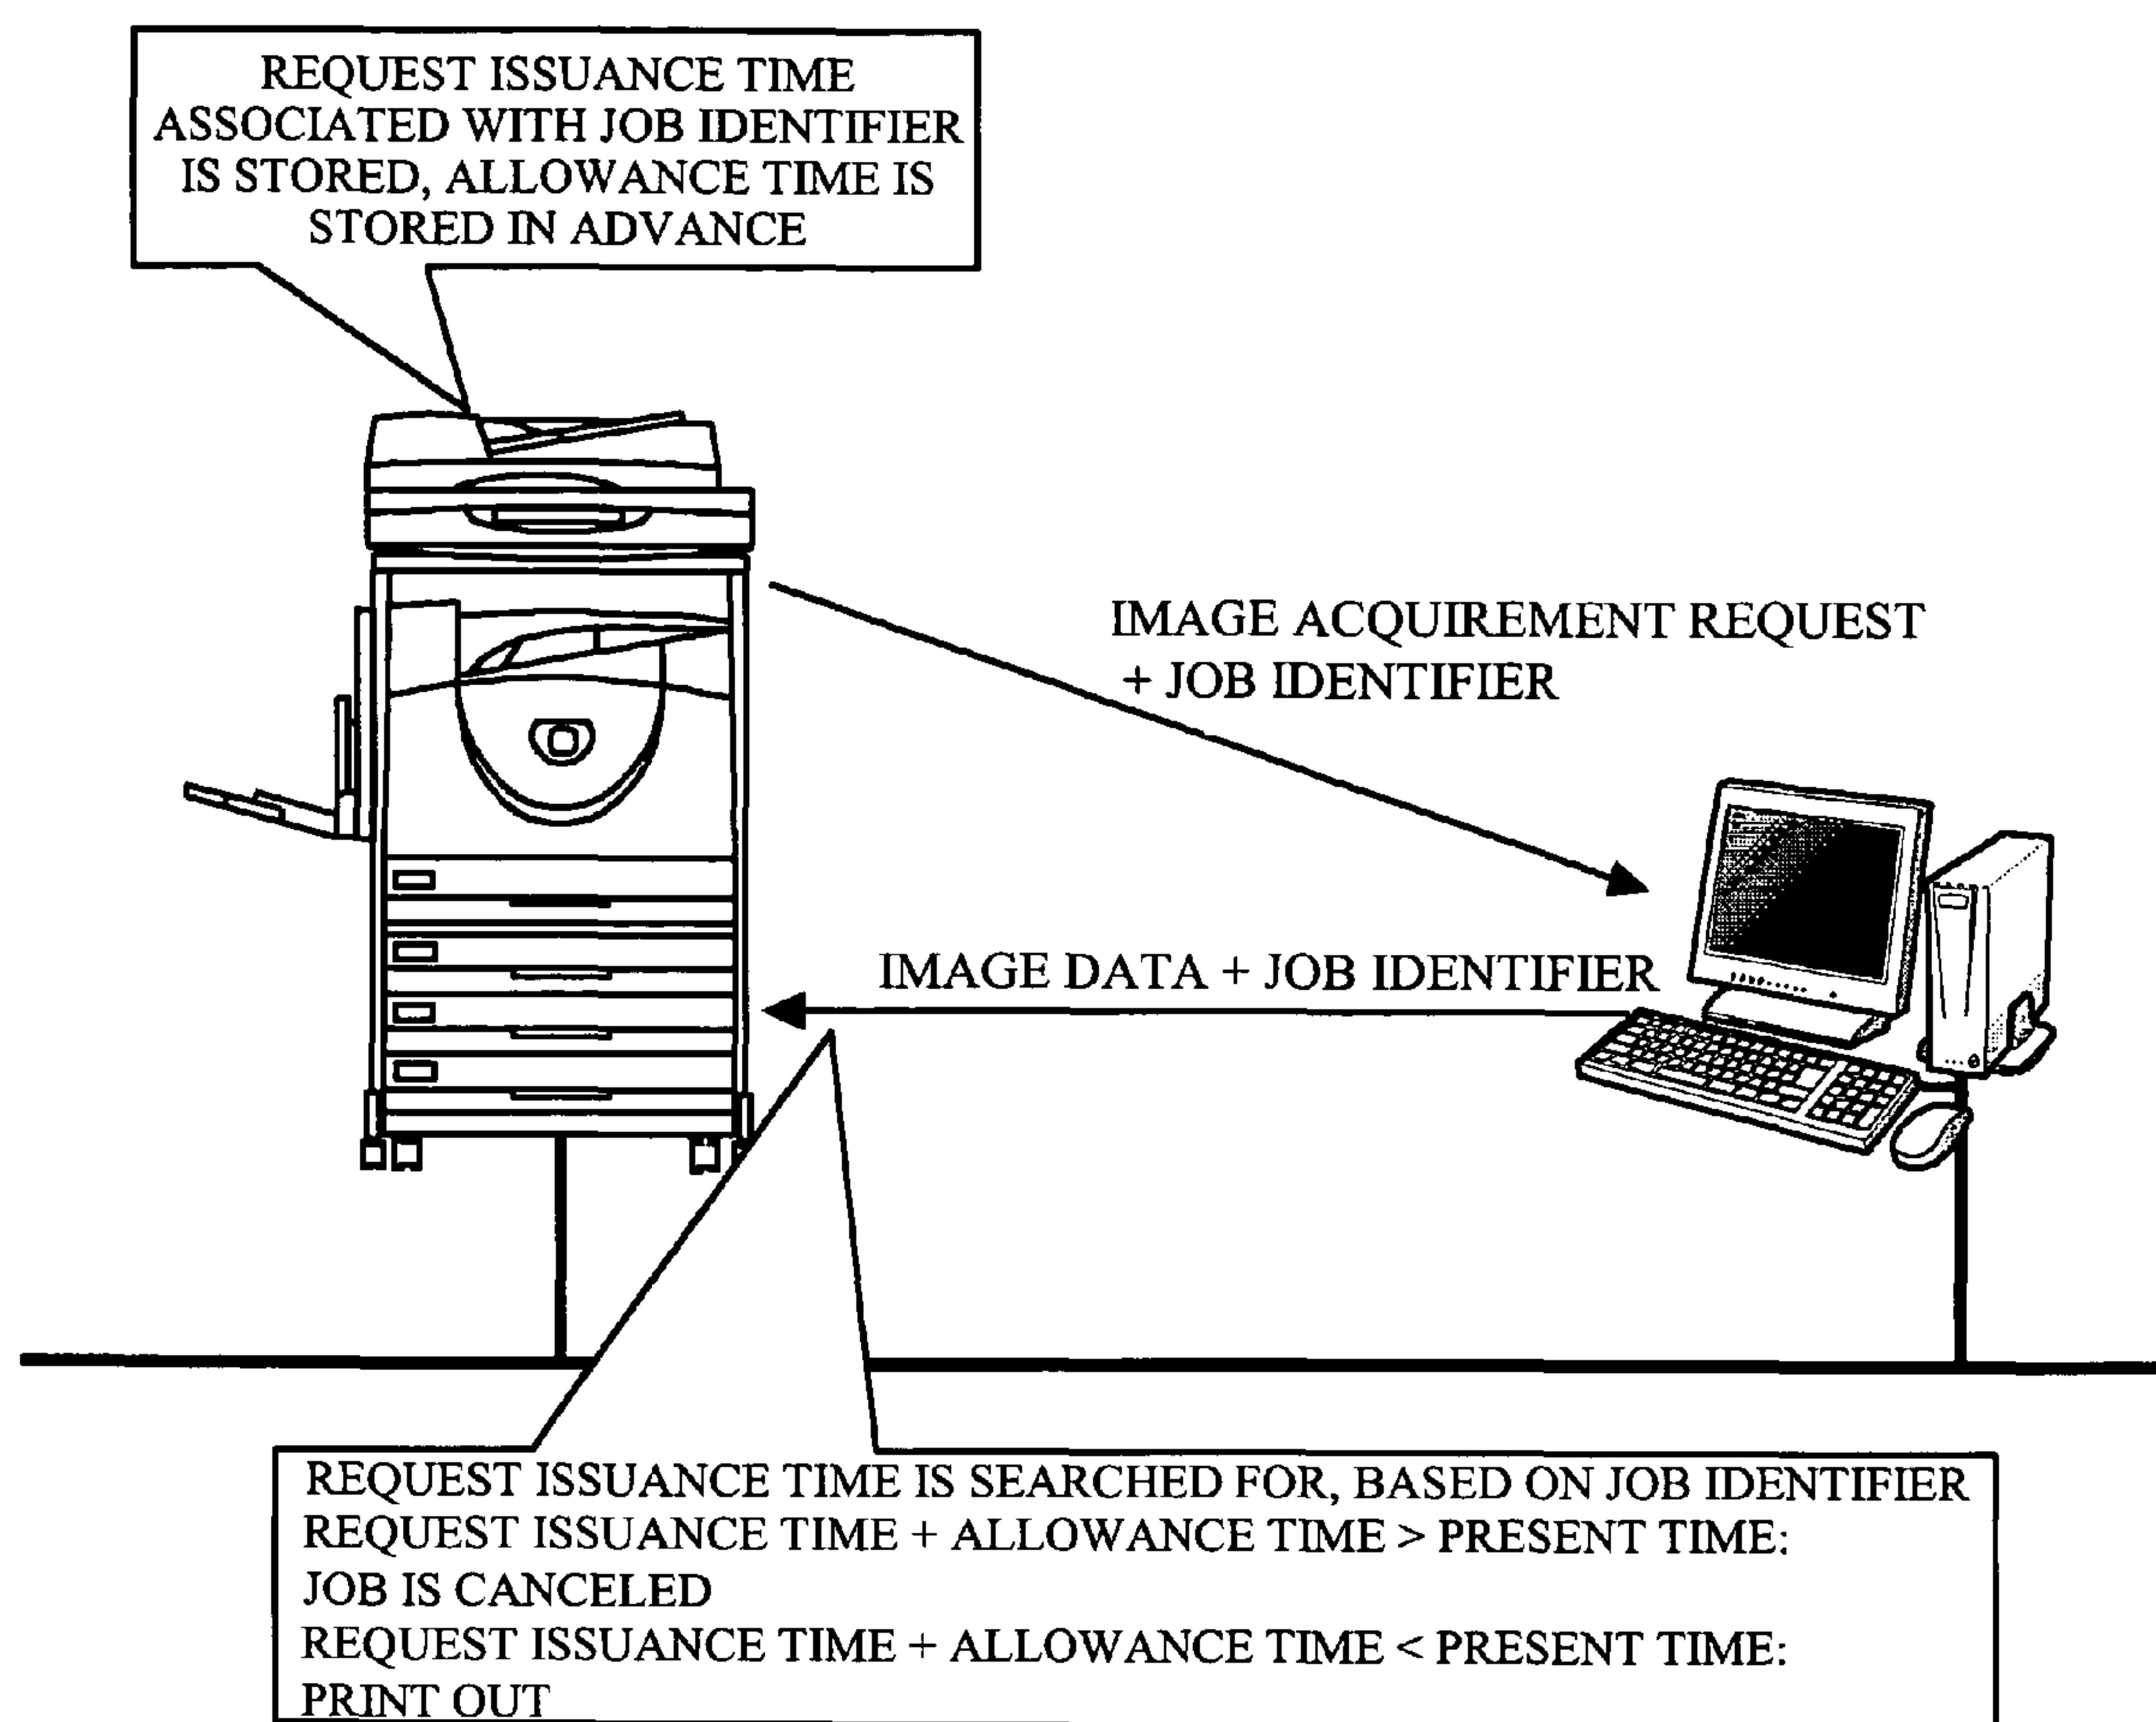 REQUEST ISSUANCE TIME
ASSOCIATED WITH JOB IDENTIFIER
IS STORED, ALLOWANCE TIME IS
STORED IN ADVANCE
IMAGE ACQUIREMENT REQUEST
+ JOB IDENTIFIER
IMAGE DATA + JOB IDENTIFIER
REQUEST ISSUANCE TIME IS SEARCHED FOR, BASED ON JOB IDENTIFIER
REQUEST ISSUANCE TIME + ALLOWANCE TIME > PRESENT TIME:
JOB IS CANCELED
REQUEST ISSUANCE TIME + ALLOWANCE TIME < PRESENT TIME:
PRINT OUT